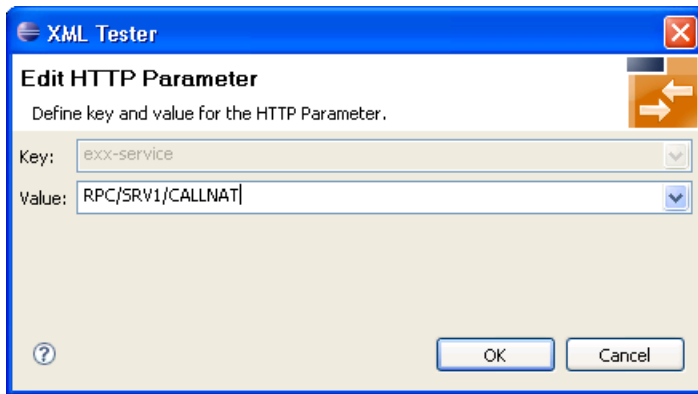 XML Tester
Edit HTTP Parameter
Define key and value for the HTTP Parameter.
Key: exx-service
Value: RPC/SRV1/CALLNAT
?
OK Cancel